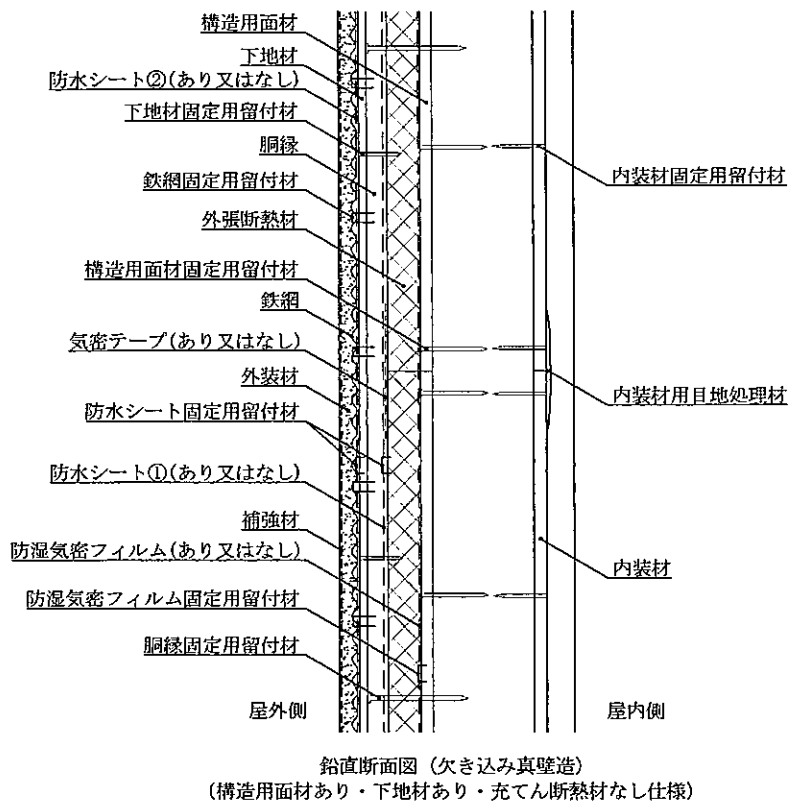 構造用面材
下地材
防水シート②(あり又はなし)
下地材固定用留付材
胴縁
鉄網固定用留付材
外張断熱材
構造用面材固定用留付材
鉄網
気密テープ(あり又はなし)
外装材
防水シート固定用留付材
防水シート①(あり又はなし)
補強材
防湿気密フィルム(あり又はなし)
防湿気密フィルム固定用留付材
胴縁固定用留付材
屋外側
内装材固定用留付材
内装材用目地処理材
内装材
屋内側
鉛直断面図（欠き込み真壁造）
(構造用面材あり・下地材あり・充てん断熱材なし仕様)